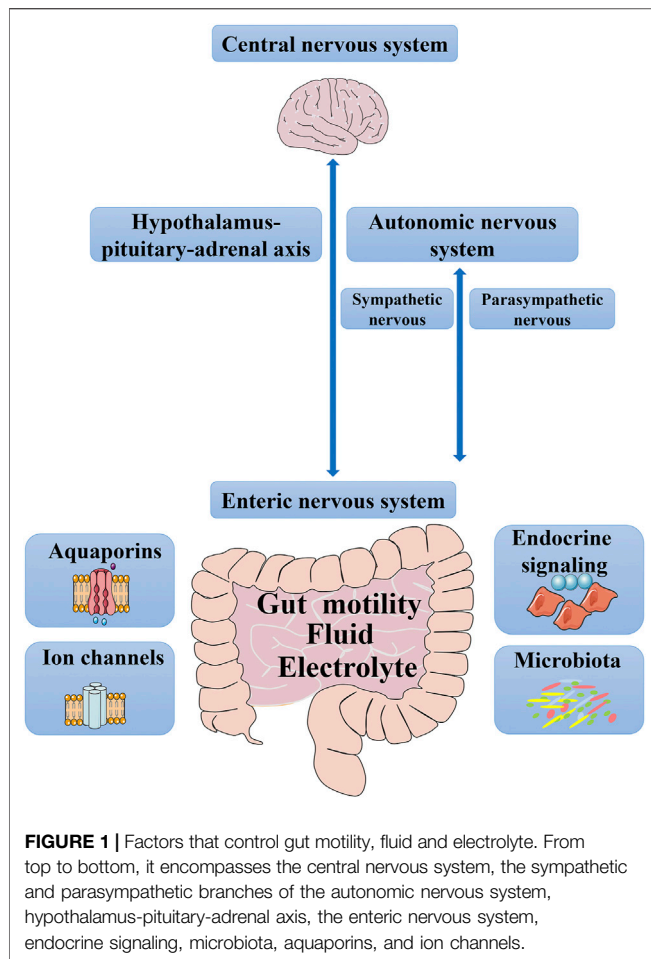 Central nervous system
Hypothalamus-
pituitary-adrenal axis
Autonomic nervous
system
Sympathetic
nervous
Parasympathetic
nervous
Enteric nervous system
Aquaporins
Ion channels
Gut motility
Fluid
Electrolyte
Endocrine
signaling
Microbiota
FIGURE 1 | Factors that control gut motility, fluid and electrolyte. From
top to bottom, it encompasses the central nervous system, the sympathetic
and parasympathetic branches of the autonomic nervous system,
hypothalamus-pituitary-adrenal axis, the enteric nervous system,
endocrine signaling, microbiota, aquaporins, and ion channels.